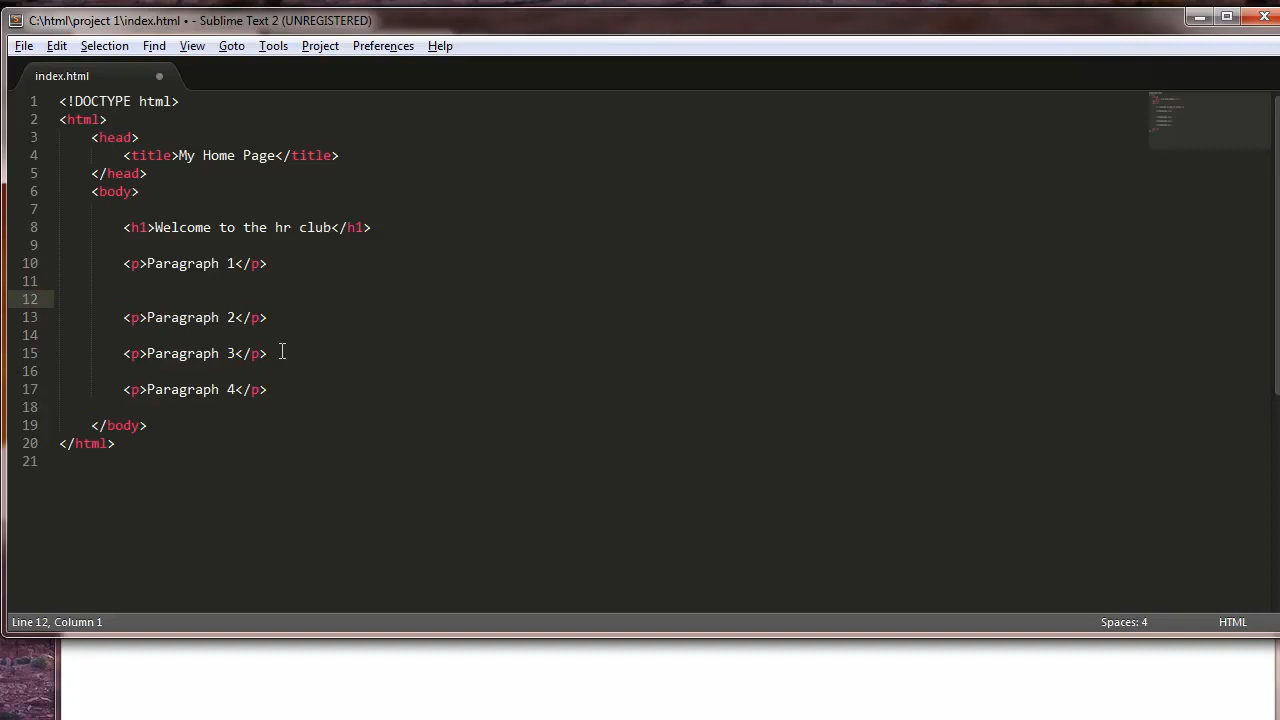 C:\html\project 1\index.html • - Sublime Text 2 (UNREGISTERED)
File Edit Selection Find View Goto Tools Project Preferences Help
index.html
1 <!DOCTYPE html>
2 <html>
3 <head>
4 <title>My Home Page</title>
5 </head>
6 <body>
7
8 <h1>Welcome to the hr club</h1>
9
10 <p>Paragraph 1</p>
11
12
13 <p>Paragraph 2</p>
14
15 <p>Paragraph 3</p>
16
17 <p>Paragraph 4</p>
18
19 </body>
20 </html>
21
Line 12, Column 1 Spaces: 4 HTML